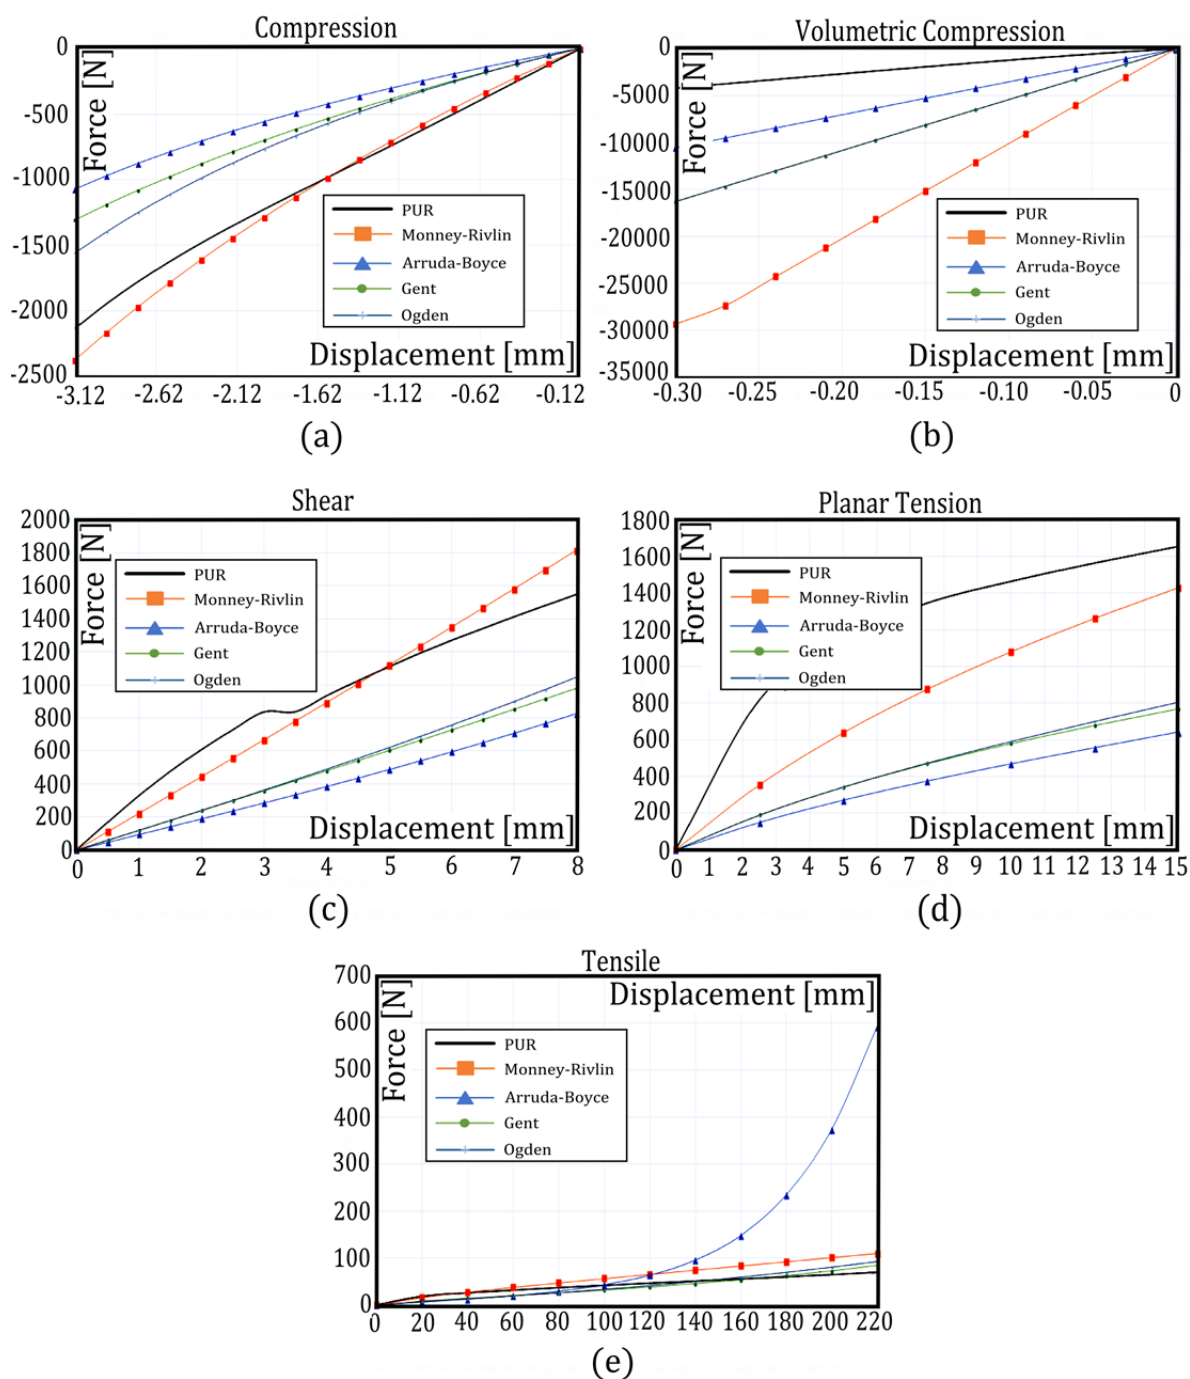 Compression
0
-500
-1000
-1500
-2000
-2500
Force [N]
PUR
Monney-Rivlin
Arruda-Boyce
Gent
Ogden
Displacement [mm]
-3.12 -2.62 -2.12 -1.62 -1.12 -0.62 -0.12
(a)
Volumetric Compression
0
-5000
-10000
-15000
-20000
-25000
-30000
-35000
Force [N]
PUR
Monney-Rivlin
Arruda-Boyce
Gent
Ogden
Displacement [mm]
-0.30 -0.25 -0.20 -0.15 -0.10 -0.05 0
(b)
Shear
2000
1800
1600
1400
1200
1000
800
600
400
200
0
Force [N]
PUR
Monney-Rivlin
Arruda-Boyce
Gent
Ogden
Displacement [mm]
0 1 2 3 4 5 6 7 8
(c)
Planar Tension
1800
1600
1400
1200
1000
800
600
400
200
0
Force [N]
PUR
Monney-Rivlin
Arruda-Boyce
Gent
Ogden
Displacement [mm]
0 1 2 3 4 5 6 7 8 9 10 11 12 13 14 15
(d)
Tensile
700
600
500
400
300
200
100
0
Force [N]
Displacement [mm]
PUR
Monney-Rivlin
Arruda-Boyce
Gent
Ogden
0 20 40 60 80 100 120 140 160 180 200 220
(e)